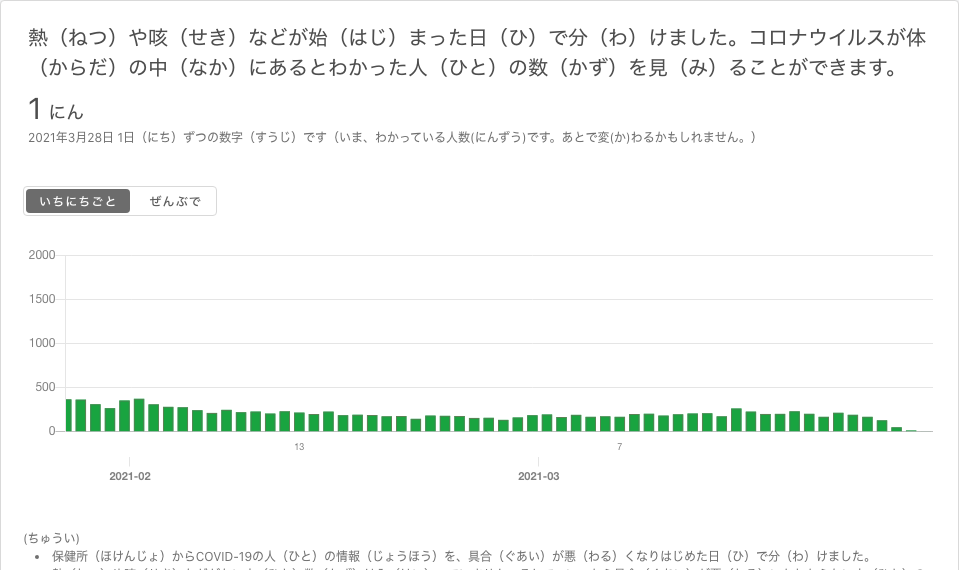 熱（ねつ）や咳（せき）などが始（はじ）まった日（ひ）で分（わ）けました。コロナウイルスが体
（からだ）の中（なか）にあるとわかった人（ひと）の数（かず）を見（み）ることができます。
1 にん
2021年3月28日 1日（にち）ずつの数字（すうじ）です（いま、わかっている人数(にんずう)です。あとで変(か)わるかもしれません。）
いちにちごと ぜんぶで
2000
1500
1000
500
0
13 7
2021-02 2021-03
(ちゅうい)
• 保健所（ほけんじょ）からCOVID-19の人（ひと）の情報（じょうほう）を、具合（ぐあい）が悪（わる）くなりはじめた日（ひ）で分（わ）けました。